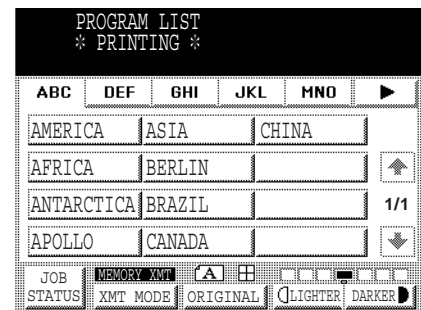 PROGRAM LIST
※ PRINTING ※
ABC DEF GHI JKL MNO
AMERICA ASIA CHINA
AFRICA BERLIN
1/1
ANTARCTICA BRAZIL
APOLLO CANADA
JOB STATUS
MEMORY XMT
XMT MODE
A
ORIGINAL
LIGHTER DARKER